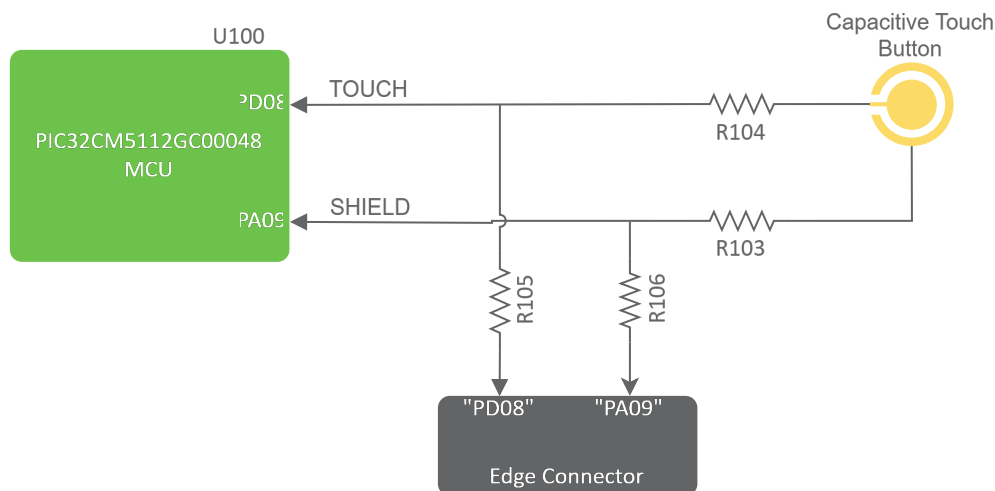 Capacitive Touch
Button
U100
TOUCH
PD08
R104
PIC32CM5112GC00048
MCU
SHIELD
PA09
R103
R105
R106
"PD08"
"PA09"
Edge Connector